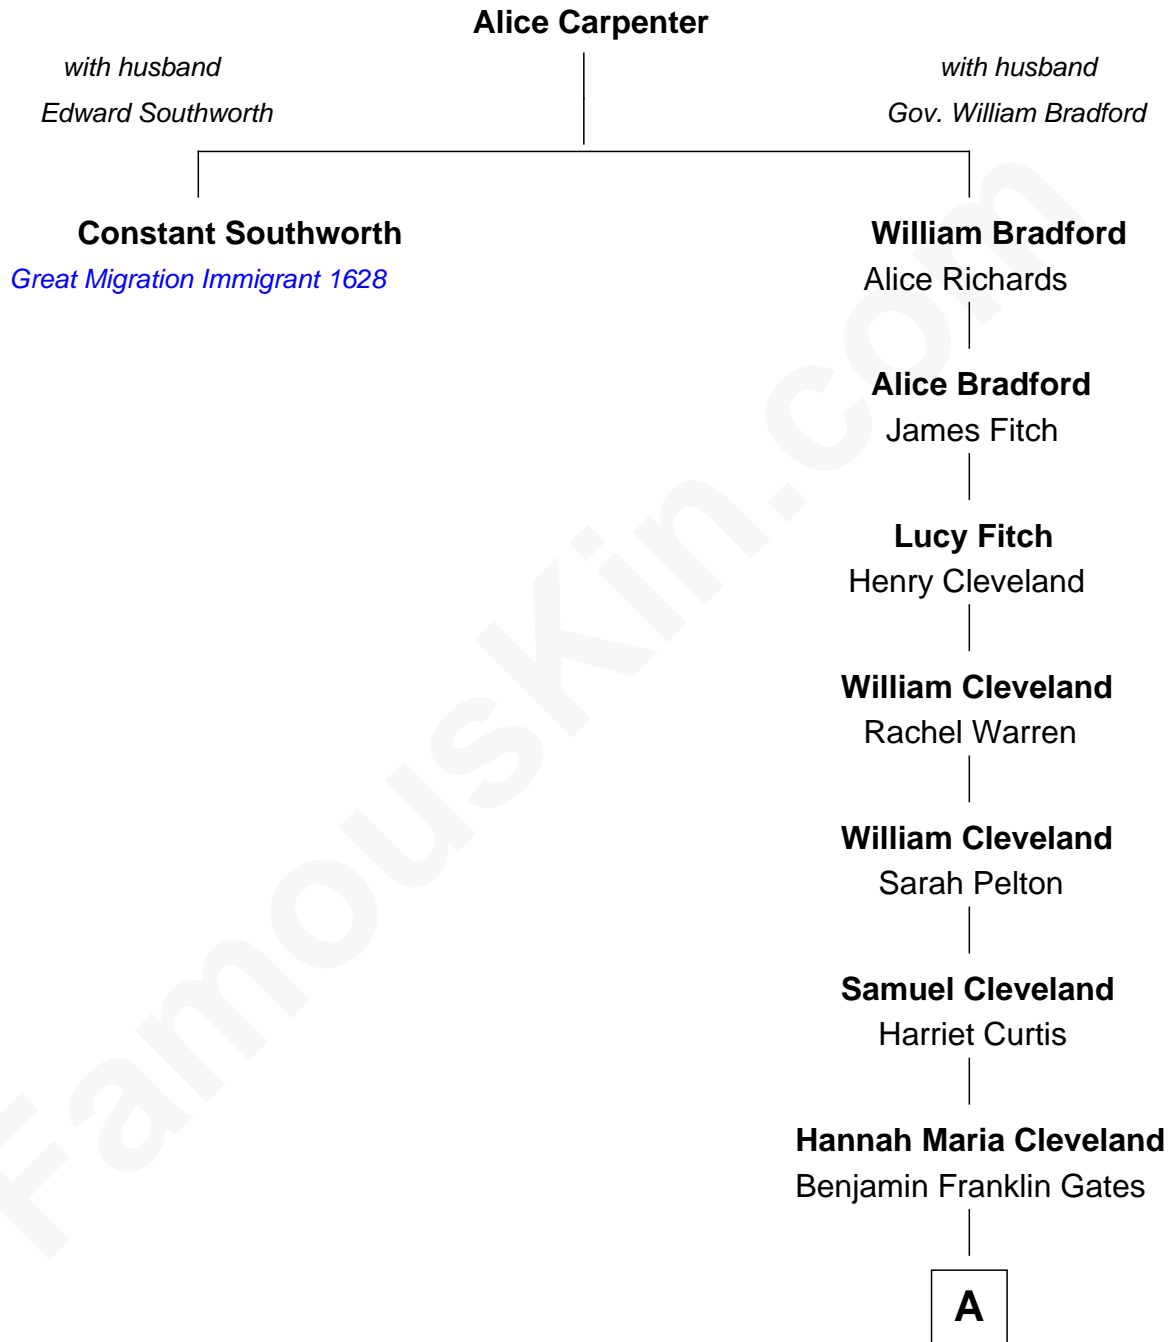 Alice Carpenter
with husband
Edward Southworth
with husband
Gov. William Bradford
Constant Southworth
Great Migration Immigrant 1628
William Bradford
Alice Richards
Alice Bradford
James Fitch
Lucy Fitch
Henry Cleveland
William Cleveland
Rachel Warren
William Cleveland
Sarah Pelton
Samuel Cleveland
Harriet Curtis
Hannah Maria Cleveland
Benjamin Franklin Gates
A
FamousKin.com